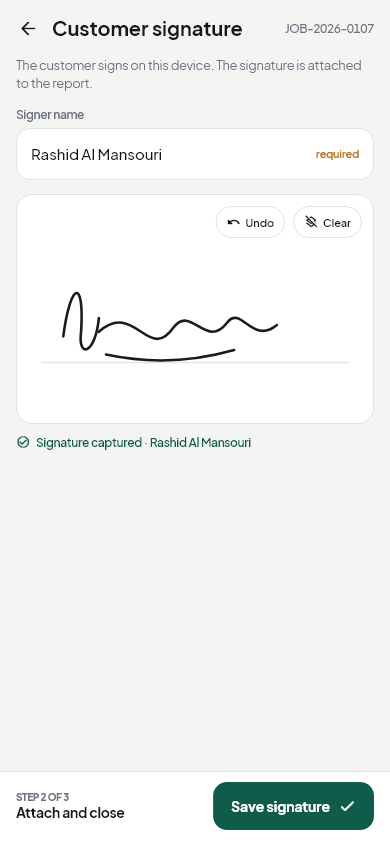 Customer signature
JOB-2026-0107
The customer signs on this device. The signature is attached
to the report.
Signer name
Rashid Al Mansouri
required
Undo
Clear
Signature captured · Rashid Al Mansouri
STEP 2 OF 3
Attach and close
Save signature